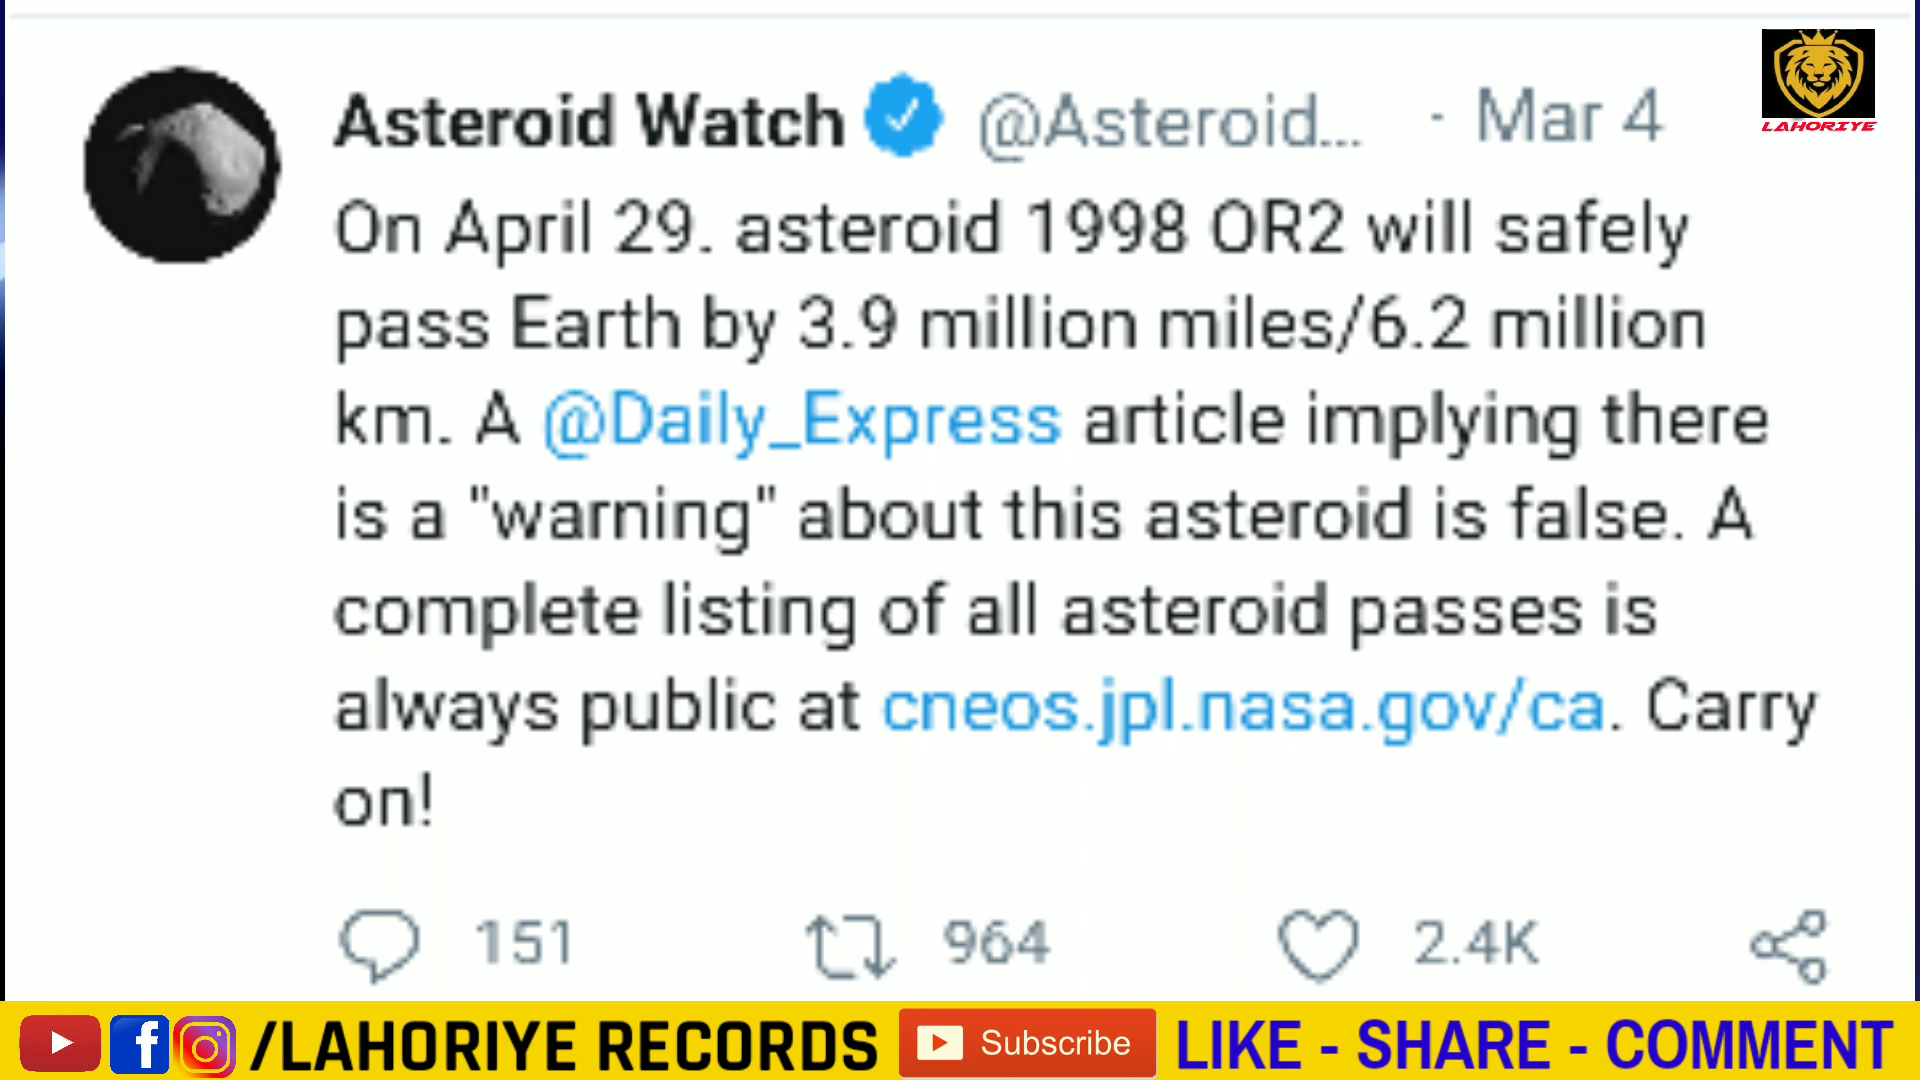 LAHORIYE
Asteroid Watch @Asteroid... · Mar 4
On April 29. asteroid 1998 OR2 will safely
pass Earth by 3.9 million miles/6.2 million
km. A @Daily_Express article implying there
is a "warning" about this asteroid is false. A
complete listing of all asteroid passes is
always public at cneos.jpl.nasa.gov/ca. Carry
on!
151 964 2.4K
/LAHORIYE RECORDS Subscribe LIKE - SHARE - COMMENT